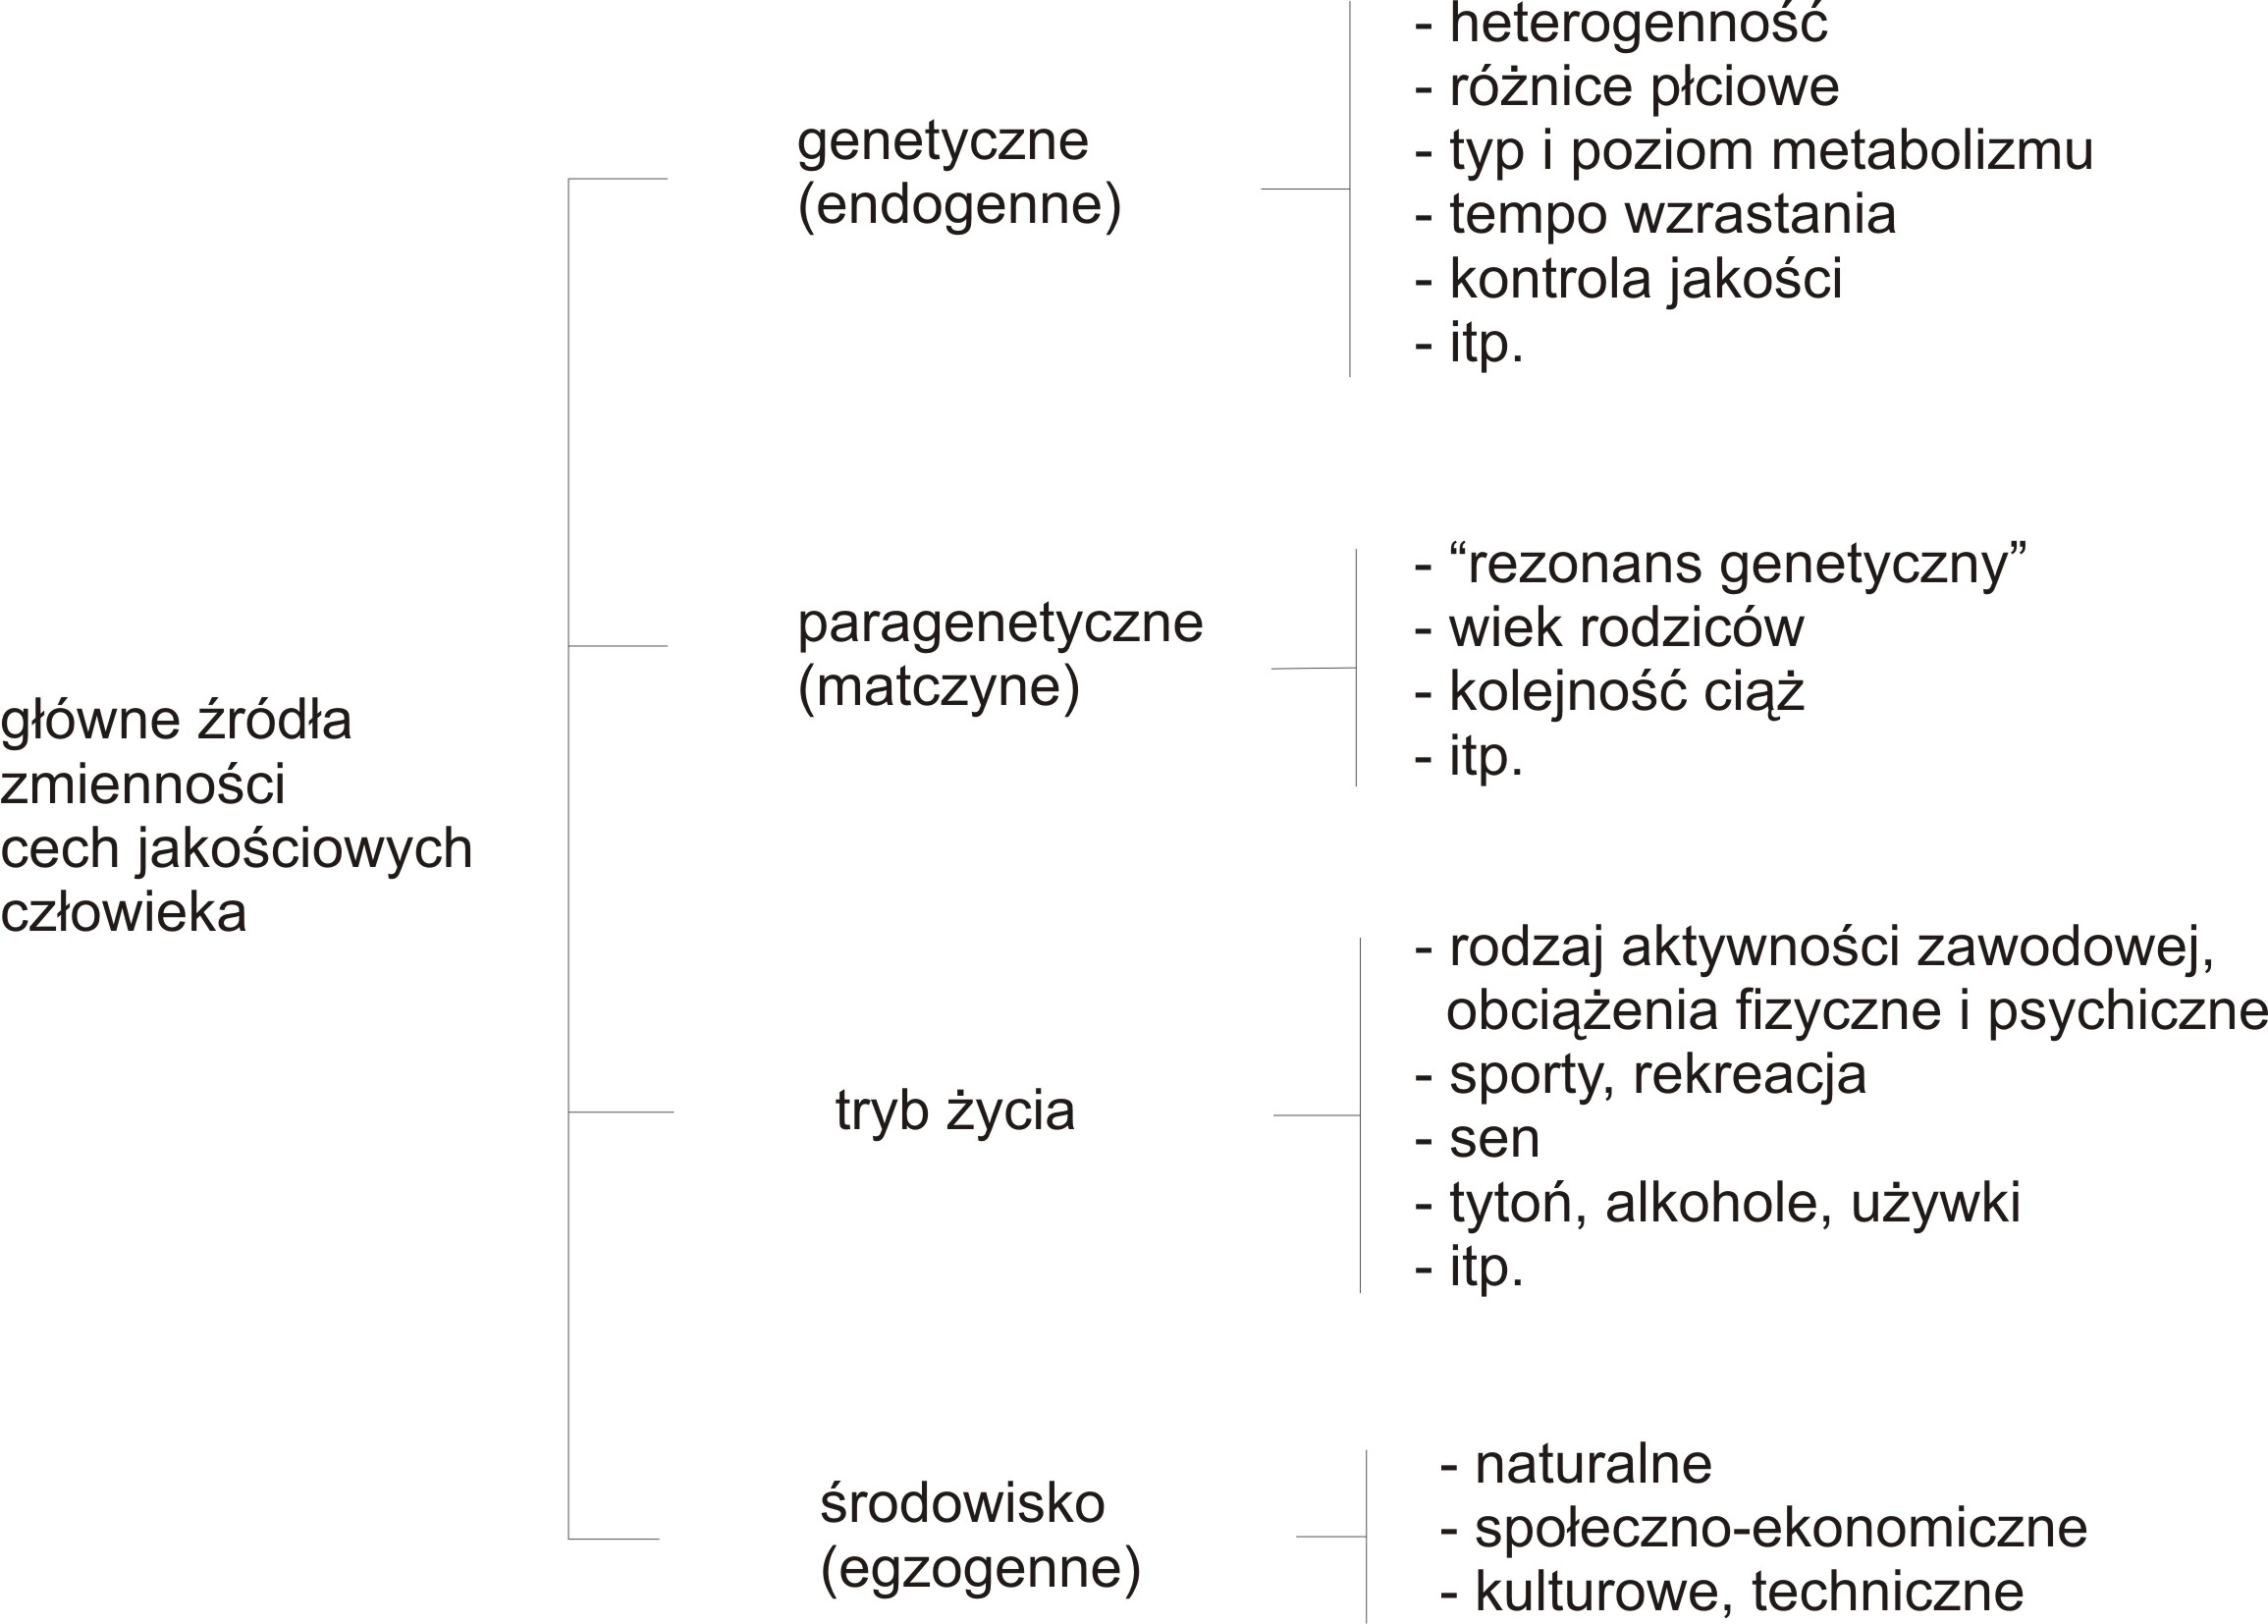 główne źródła
zmienności
cech jakościowych
człowieka
genetyczne
(endogenne)
- heterogenność
- różnice płciowe
- typ i poziom metabolizmu
- tempo wzrastania
- kontrola jakości
- itp.
paragenetyczne
(matczyne)
- “rezonans genetyczny”
- wiek rodziców
- kolejność ciąż
- itp.
tryb życia
- rodzaj aktywności zawodowej,
obciążenia fizyczne i psychiczne
- sporty, rekreacja
- sen
- tytoń, alkohole, używki
- itp.
środowisko
(egzogenne)
- naturalne
- społeczno-ekonomiczne
- kulturowe, techniczne